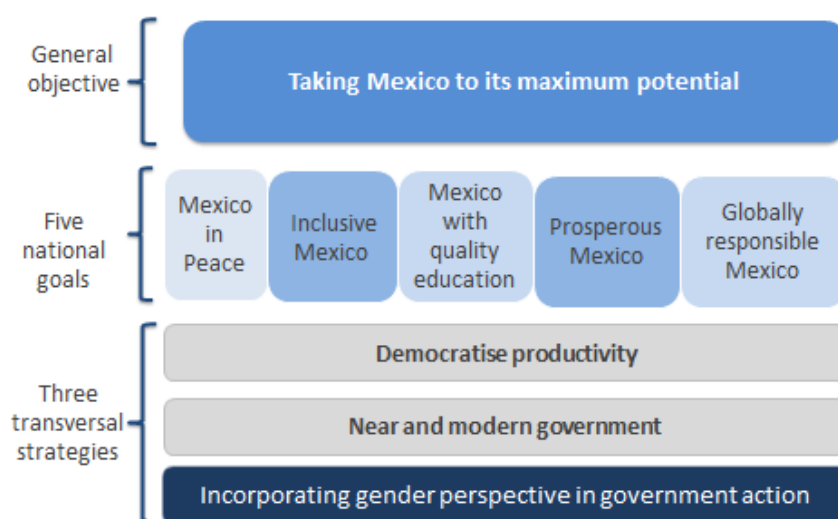 General
objective
Taking Mexico to its maximum potential
Five
national
goals
Mexico
in
Peace
Inclusive
Mexico
Mexico
with
quality
education
Prosperous
Mexico
Globally
responsible
Mexico
Three
transversal
strategies
Democratise productivity
Near and modern government
Incorporating gender perspective in government action